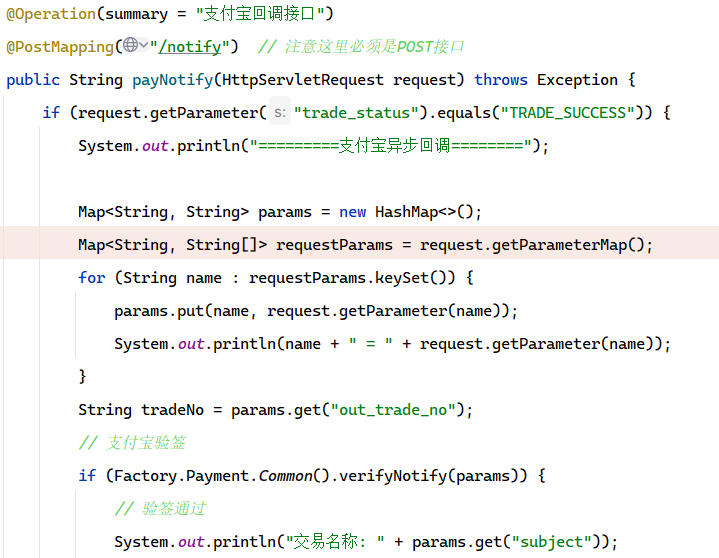 @Operation(summary = "支付宝回调接口")
@PostMapping("/notify")  // 注意这里必须是POST接口
public String payNotify(HttpServletRequest request) throws Exception {
    if (request.getParameter( s: "trade_status").equals("TRADE_SUCCESS")) {
        System.out.println("=========支付宝异步回调========");

        Map<String, String> params = new HashMap<>();
        Map<String, String[]> requestParams = request.getParameterMap();
        for (String name : requestParams.keySet()) {
            params.put(name, request.getParameter(name));
            System.out.println(name + " = " + request.getParameter(name));
        }
        String tradeNo = params.get("out_trade_no");
        // 支付宝验签
        if (Factory.Payment.Common().verifyNotify(params)) {
            // 验签通过
            System.out.println("交易名称: " + params.get("subject"));